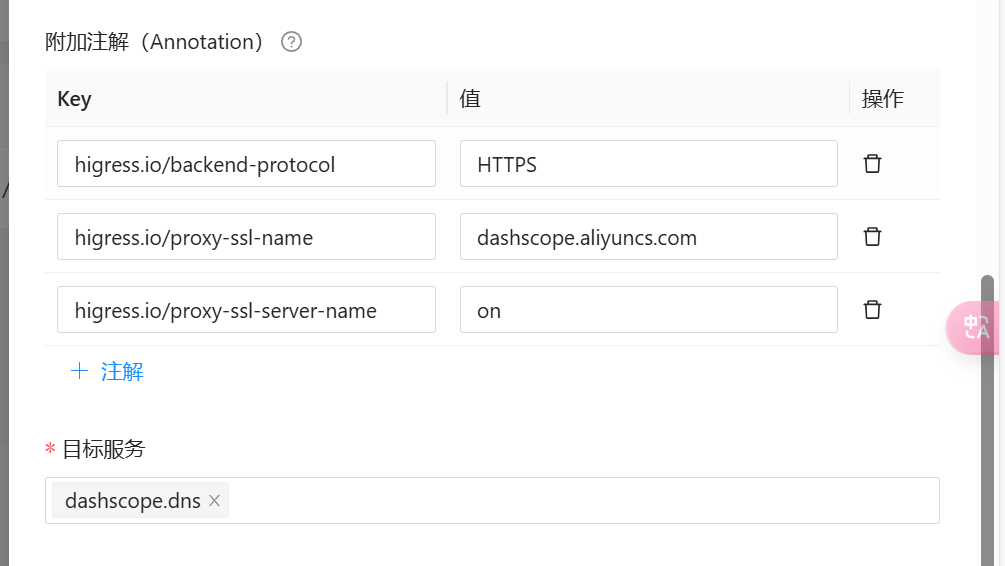 附加注解（Annotation）
Key 值 操作
higress.io/backend-protocol HTTPS
higress.io/proxy-ssl-name dashscope.aliyuncs.com
higress.io/proxy-ssl-server-name on
+ 注解
* 目标服务
dashscope.dns ×